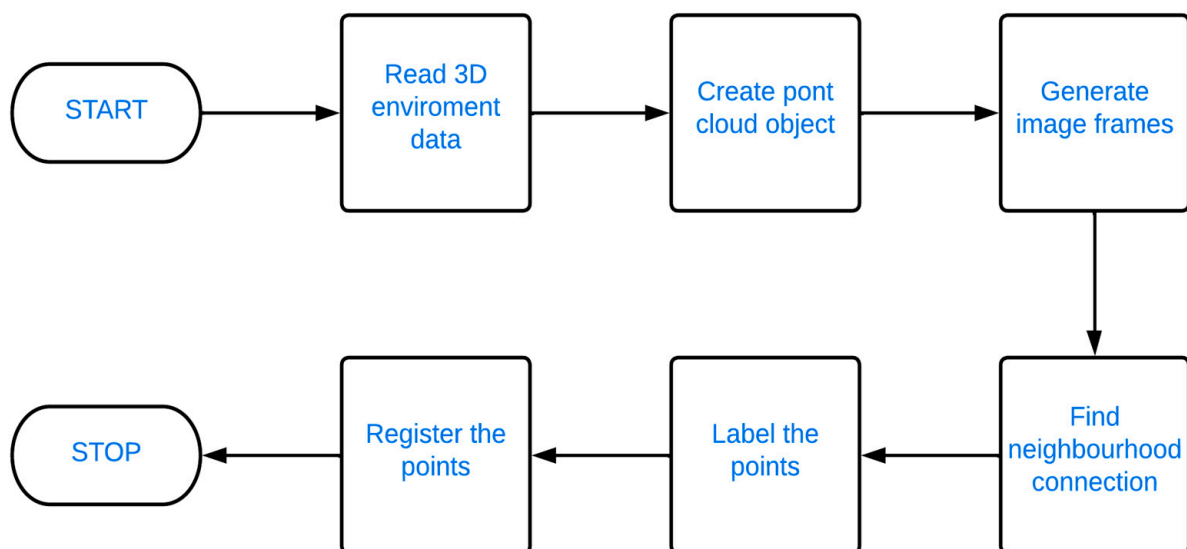 START
Read 3D
enviroment
data
Create pont
cloud object
Generate
image frames
Find
neighbourhood
connection
Label the
points
Register the
points
STOP